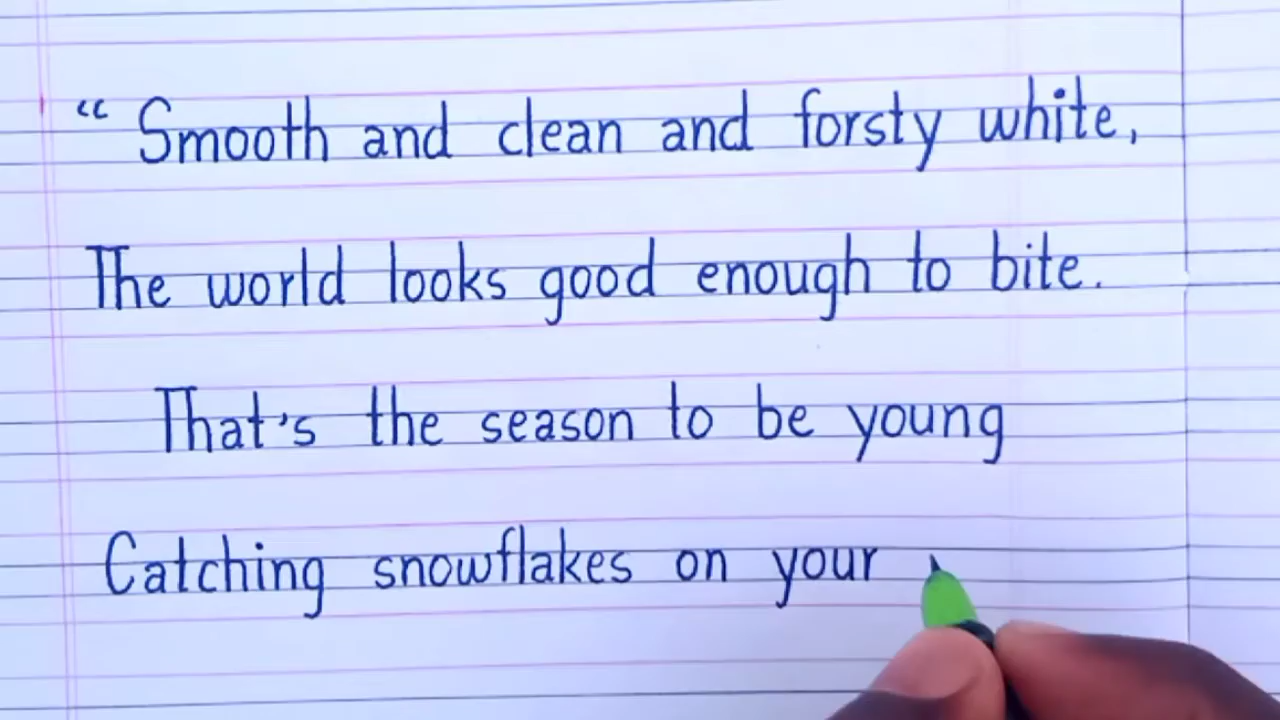 “ Smooth and clean and forsty white,
The world looks good enough to bite.
That's the season to be young
Catching snowflakes on your